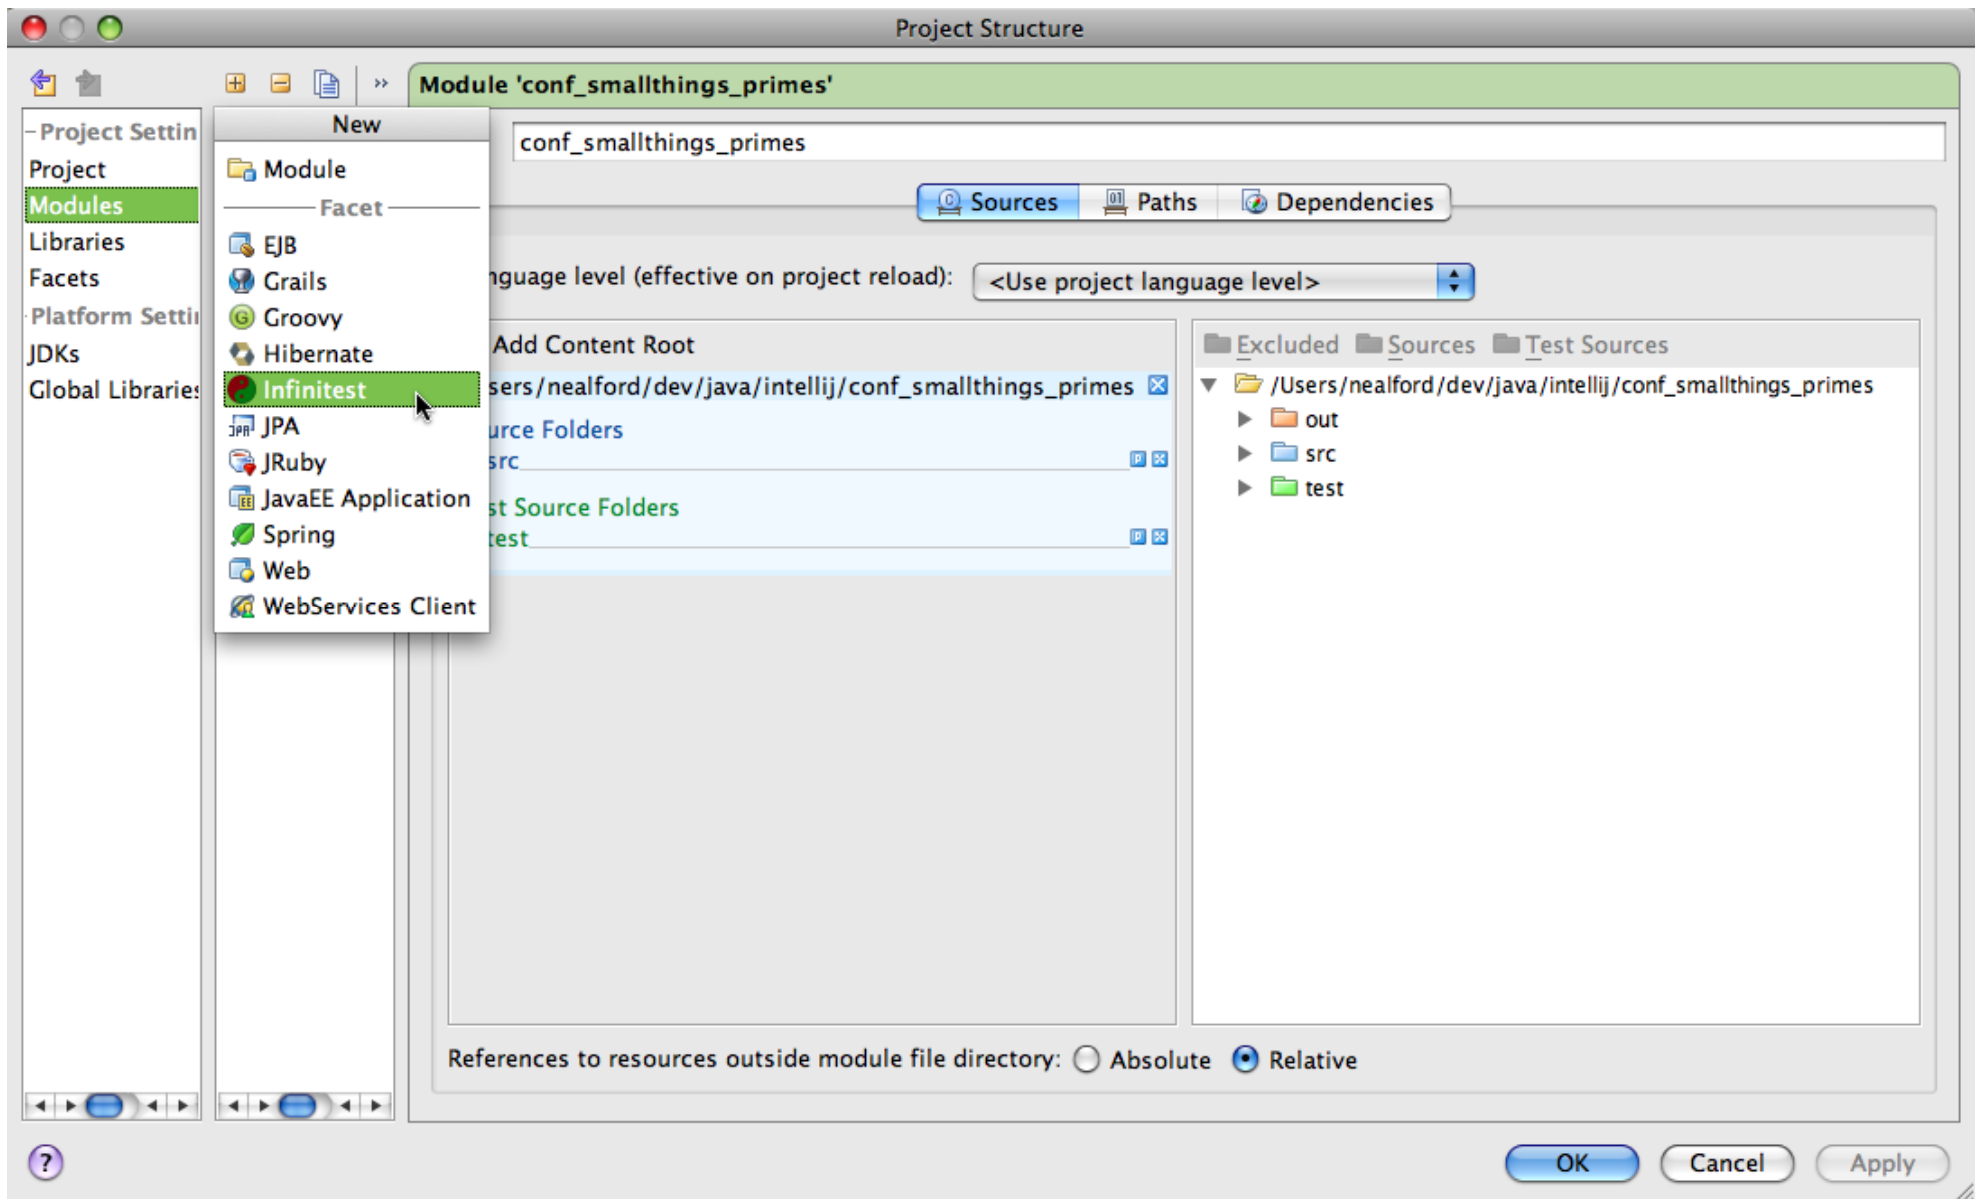 Project Structure
Module 'conf_smallthings_primes'
Project Settin
Project
Modules
Libraries
Facets
Platform Settin
JDKs
Global Libraries
New
Module
Facet
EJB
Grails
Groovy
Hibernate
Infinitest
JPA
JRuby
JavaEE Application
Spring
Web
WebServices Client
conf_smallthings_primes
Sources Paths Dependencies
nguage level (effective on project reload): <Use project language level>
Add Content Root
sers/nealford/dev/java/intellij/conf_smallthings_primes
urce Folders
src
st Source Folders
test
Excluded Sources Test Sources
/Users/nealford/dev/java/intellij/conf_smallthings_primes
out
src
test
References to resources outside module file directory: Absolute Relative
? OK Cancel Apply